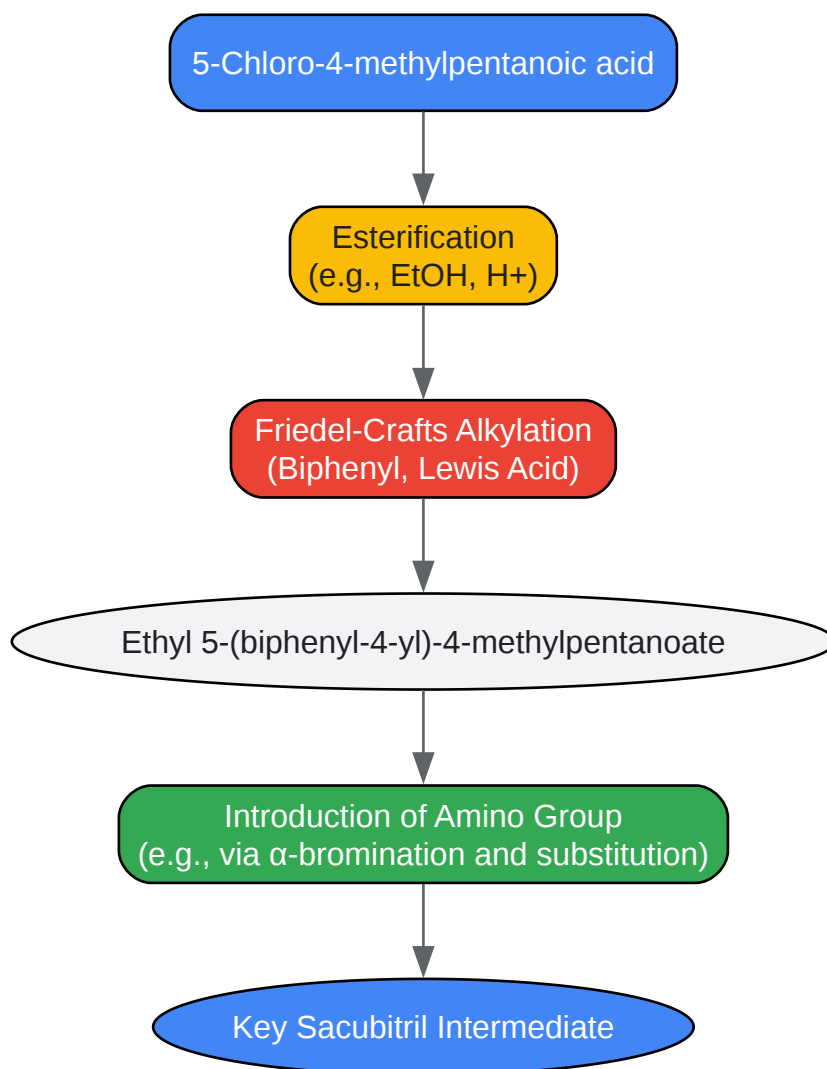 5-Chloro-4-methylpentanoic acid
Esterification
(e.g., EtOH, H+)
Friedel-Crafts Alkylation
(Biphenyl, Lewis Acid)
Ethyl 5-(biphenyl-4-yl)-4-methylpentanoate
Introduction of Amino Group
(e.g., via α-bromination and substitution)
Key Sacubitril Intermediate